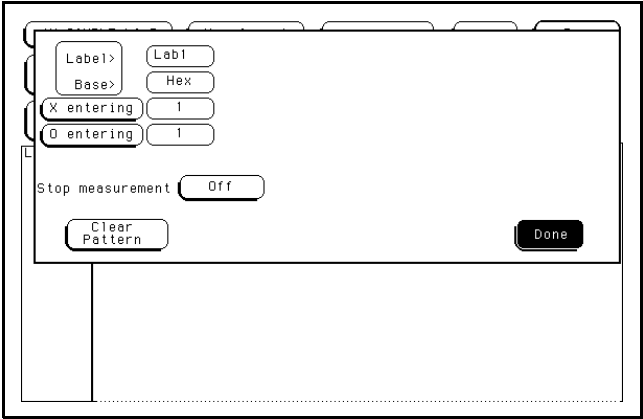 Label> Lab1
Base> Hex
X entering 1
O entering 1
Stop measurement Off
Clear
Pattern
Done